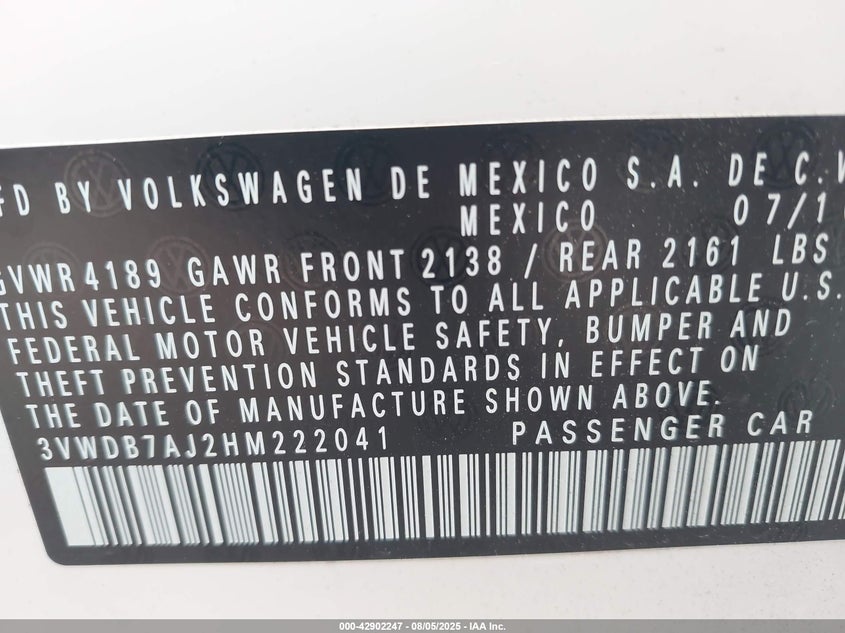 FD BY VOLKSWAGEN DE MEXICO S.A. DE C.V
MEXICO 07/1
GVWR 4189 GAWR FRONT 2138 / REAR 2161 LBS
THIS VEHICLE CONFORMS TO ALL APPLICABLE U.S.
FEDERAL MOTOR VEHICLE SAFETY, BUMPER AND
THEFT PREVENTION STANDARDS IN EFFECT ON
THE DATE OF MANUFACTURE SHOWN ABOVE.
3VWDB7AJ2HM222041 PASSENGER CAR
000-42902247 - 08/05/2025 - IAA Inc.